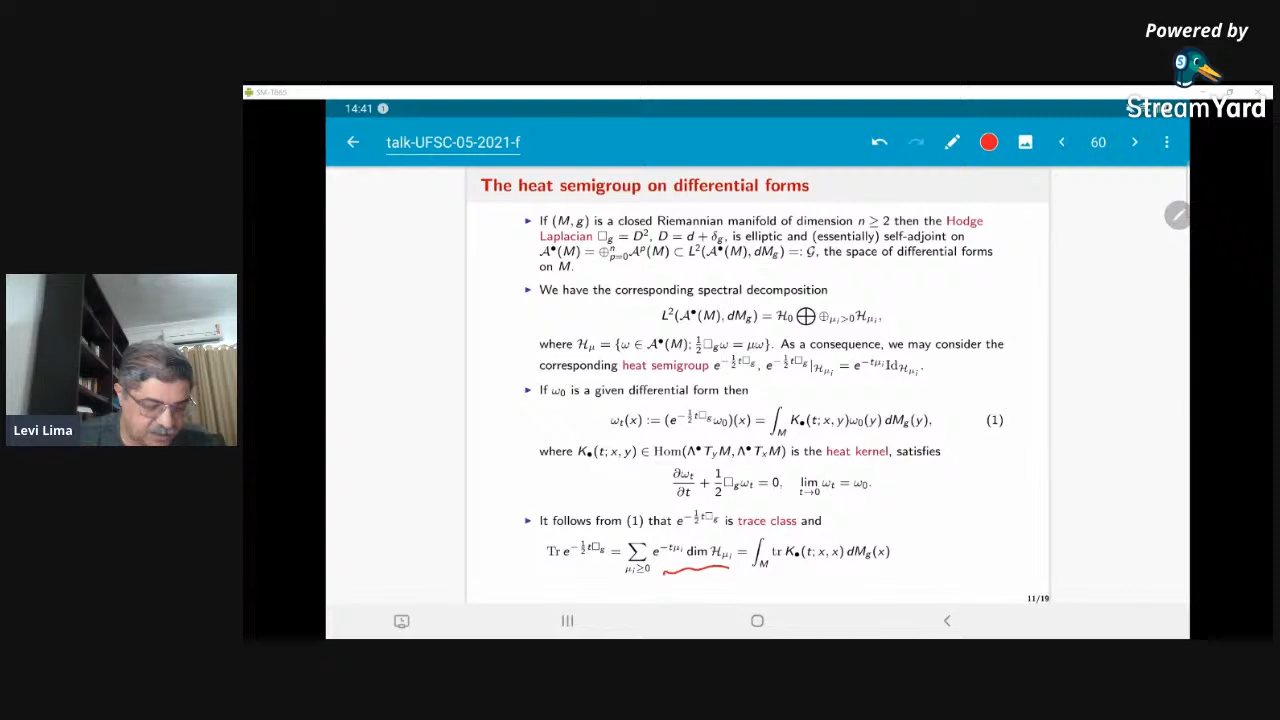 Powered by
StreamYard
SM-T865
14:41
talk-UFSC-05-2021-f
60
The heat semigroup on differential forms
▶ If (M, g) is a closed Riemannian manifold of dimension n ≥ 2 then the Hodge
Laplacian □_g = D², D = d + δ_g, is elliptic and (essentially) self-adjoint on
𝒜^•(M) = ⊕^n_{p=0} 𝒜^p(M) ⊂ L²(𝒜^•(M), dM_g) =: 𝒢, the space of differential forms
on M.
▶ We have the corresponding spectral decomposition
L²(𝒜^•(M), dM_g) = ℋ_0 ⊕ ⊕_{μ_i>0} ℋ_{μ_i},
where ℋ_μ = {ω ∈ 𝒜^•(M); ½□_g ω = μω}. As a consequence, we may consider the
corresponding heat semigroup e^{-½t□_g}, e^{-½t□_g}|_{ℋ_{μ_i}} = e^{-tμ_i} Id_{ℋ_{μ_i}}.
▶ If ω_0 is a given differential form then
ω_t(x) := (e^{-½t□_g} ω_0)(x) = ∫_M K_•(t; x, y)ω_0(y) dM_g(y), (1)
where K_•(t; x, y) ∈ Hom(Λ^• T_y M, Λ^• T_x M) is the heat kernel, satisfies
∂ω_t/∂t + ½□_g ω_t = 0, lim_{t→0} ω_t = ω_0.
▶ It follows from (1) that e^{-½t□_g} is trace class and
Tr e^{-½t□_g} = ∑_{μ_i≥0} e^{-tμ_i} dim ℋ_{μ_i} = ∫_M tr K_•(t; x, x) dM_g(x)
11/19
Levi Lima